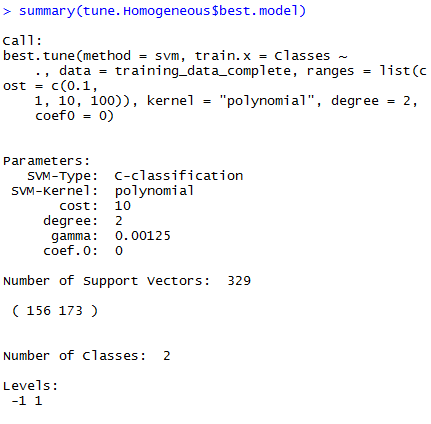 > summary(tune.Homogeneous$best.model)
Call:
best.tune(method = svm, train.x = Classes ~
., data = training_data_complete, ranges = list(c
ost = c(0.1,
1, 10, 100)), kernel = "polynomial", degree = 2,
coef0 = 0)
Parameters:
SVM-Type: C-classification
SVM-Kernel: polynomial
cost: 10
degree: 2
gamma: 0.00125
coef.0: 0
Number of Support Vectors: 329
( 156 173 )
Number of Classes: 2
Levels:
-1 1